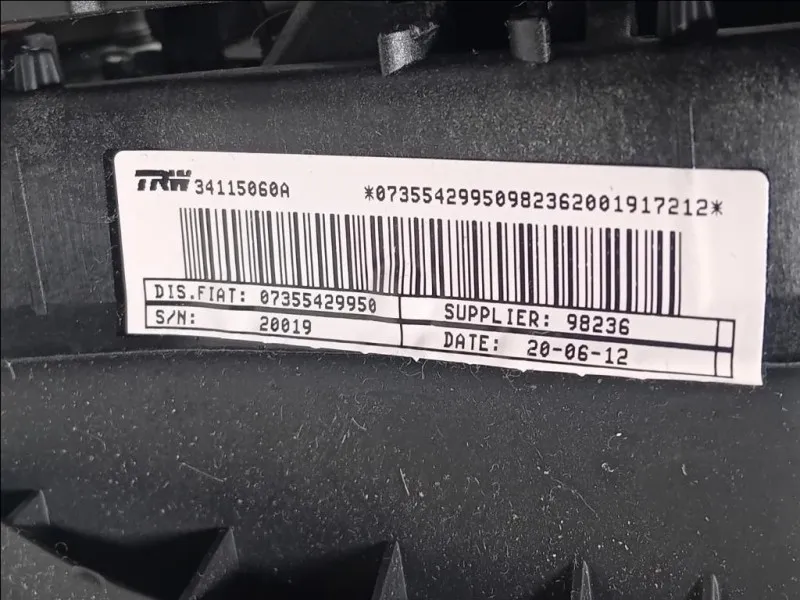 TRW 34115060A *07355429950982362001917212*
DIS.FIAT: 07355429950 SUPPLIER: 98236
S/N: 20019 DATE: 20-06-12